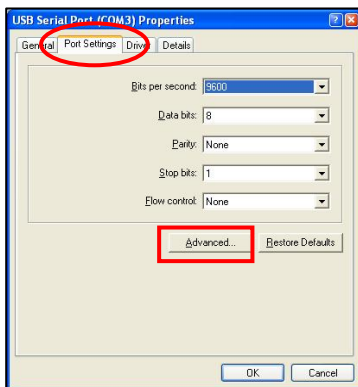 USB Serial Port (COM3) Properties
General Port Settings Driver Details
Bits per second: 9600
Data bits: 8
Parity: None
Stop bits: 1
Flow control: None
Advanced... Restore Defaults
OK Cancel